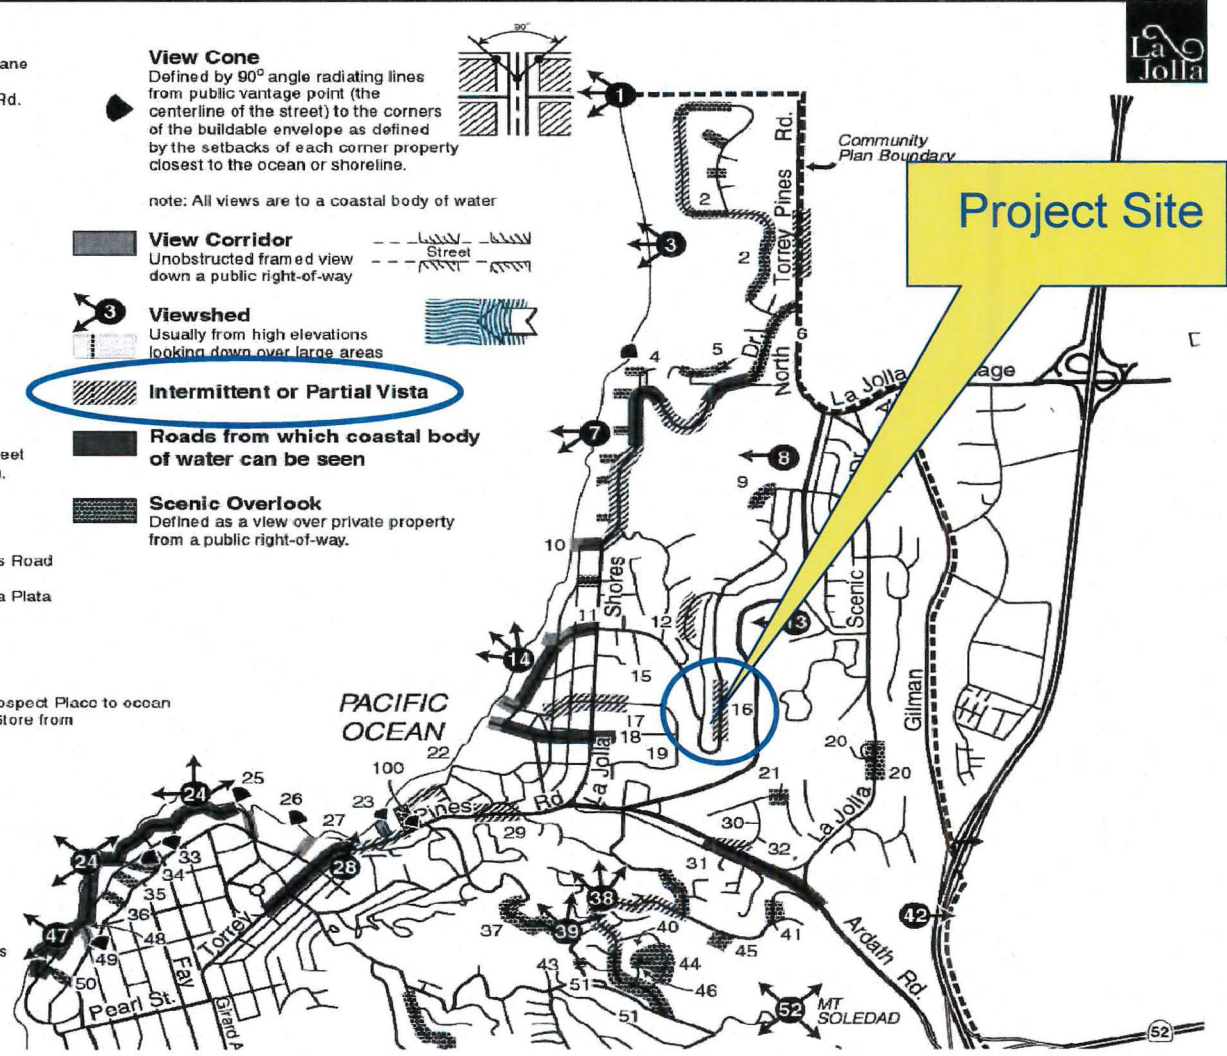 La
Jolla
ane
Rd.
View Cone
Defined by 90° angle radiating lines
from public vantage point (the
centerline of the street) to the corners
of the buildable envelope as defined
by the setbacks of each corner property
closest to the ocean or shoreline.
90°
note: All views are to a coastal body of water
View Corridor
Unobstructed framed view
down a public right-of-way
Street
3
Viewshed
Usually from high elevations
looking down over large areas
Intermittent or Partial Vista
Roads from which coastal body
of water can be seen
eet
Scenic Overlook
Defined as a view over private property
from a public right-of-way.
s Road
a Plata
ospect Place to ocean
Store from
s
Project Site
Community
Plan Boundary
1
2
North Torrey Pines Rd.
3
2
4
5
Dr.
6
La Jolla
age
7
8
9
10
Shores
11
12
13
Scenic
14
15
Gilman
PACIFIC
OCEAN
16
17
18
La Jolla
19
20
20
21
22
100
23
24
25
26
27
Pines Rd
28
29
30
La Jolla
31
32
24
33
34
35
36
37
38
39
40
41
42
Ardath Rd.
43
44
45
46
47
48
49
50
51
51
Torrey
Fay
Pearl St.
Girard A
52
MT
SOLEDAD
52